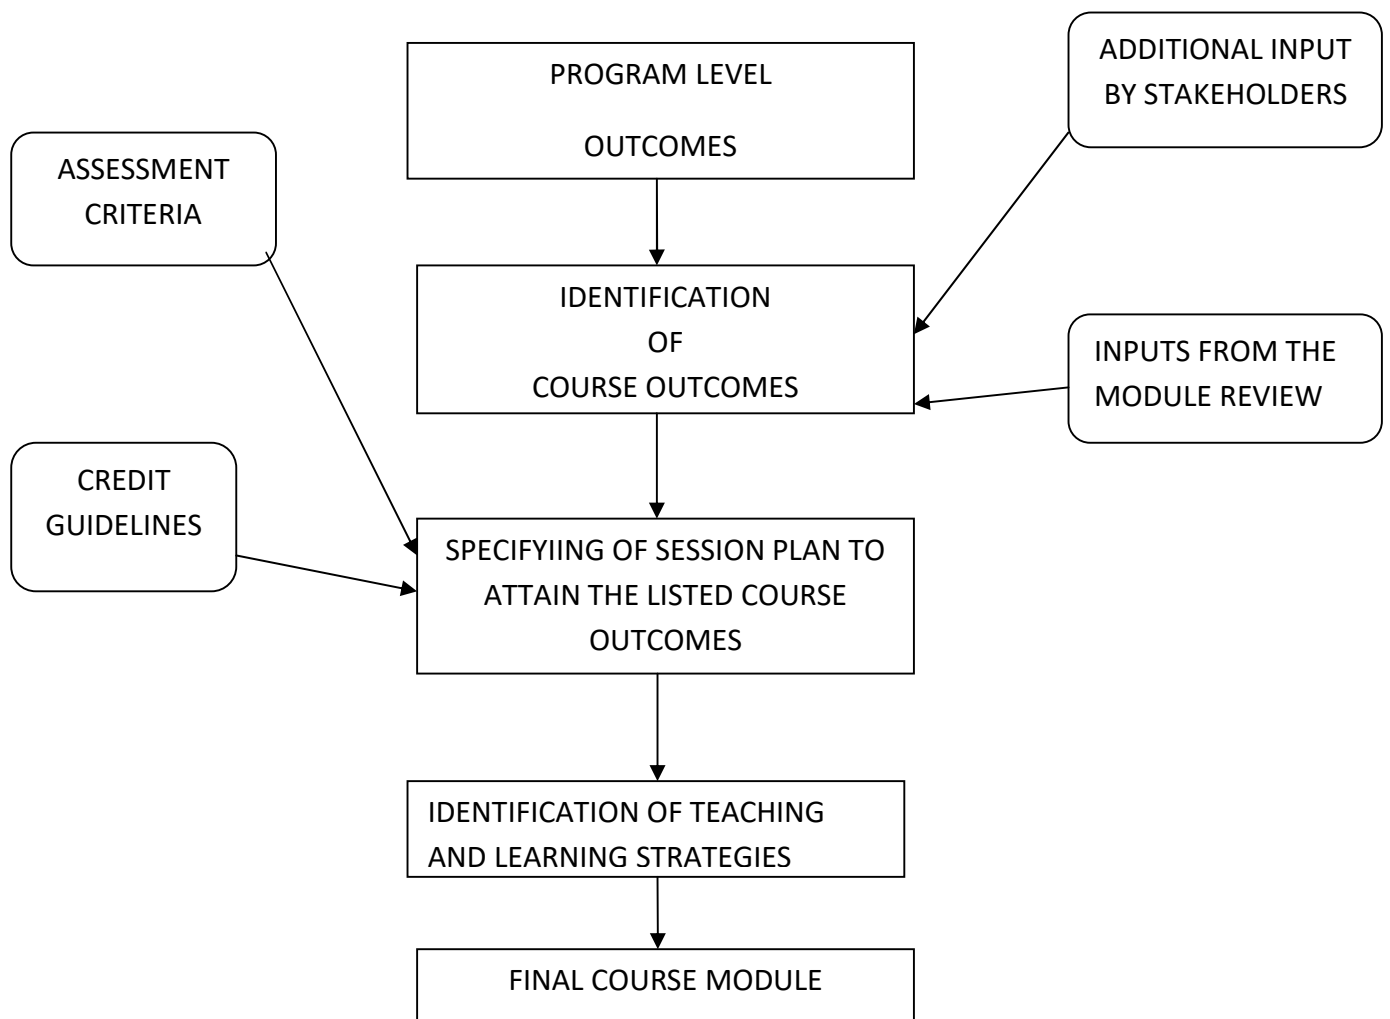 PROGRAM LEVEL
OUTCOMES
ADDITIONAL INPUT
BY STAKEHOLDERS
ASSESSMENT
CRITERIA
IDENTIFICATION
OF
COURSE OUTCOMES
INPUTS FROM THE
MODULE REVIEW
CREDIT
GUIDELINES
SPECIFYIING OF SESSION PLAN TO
ATTAIN THE LISTED COURSE
OUTCOMES
IDENTIFICATION OF TEACHING
AND LEARNING STRATEGIES
FINAL COURSE MODULE